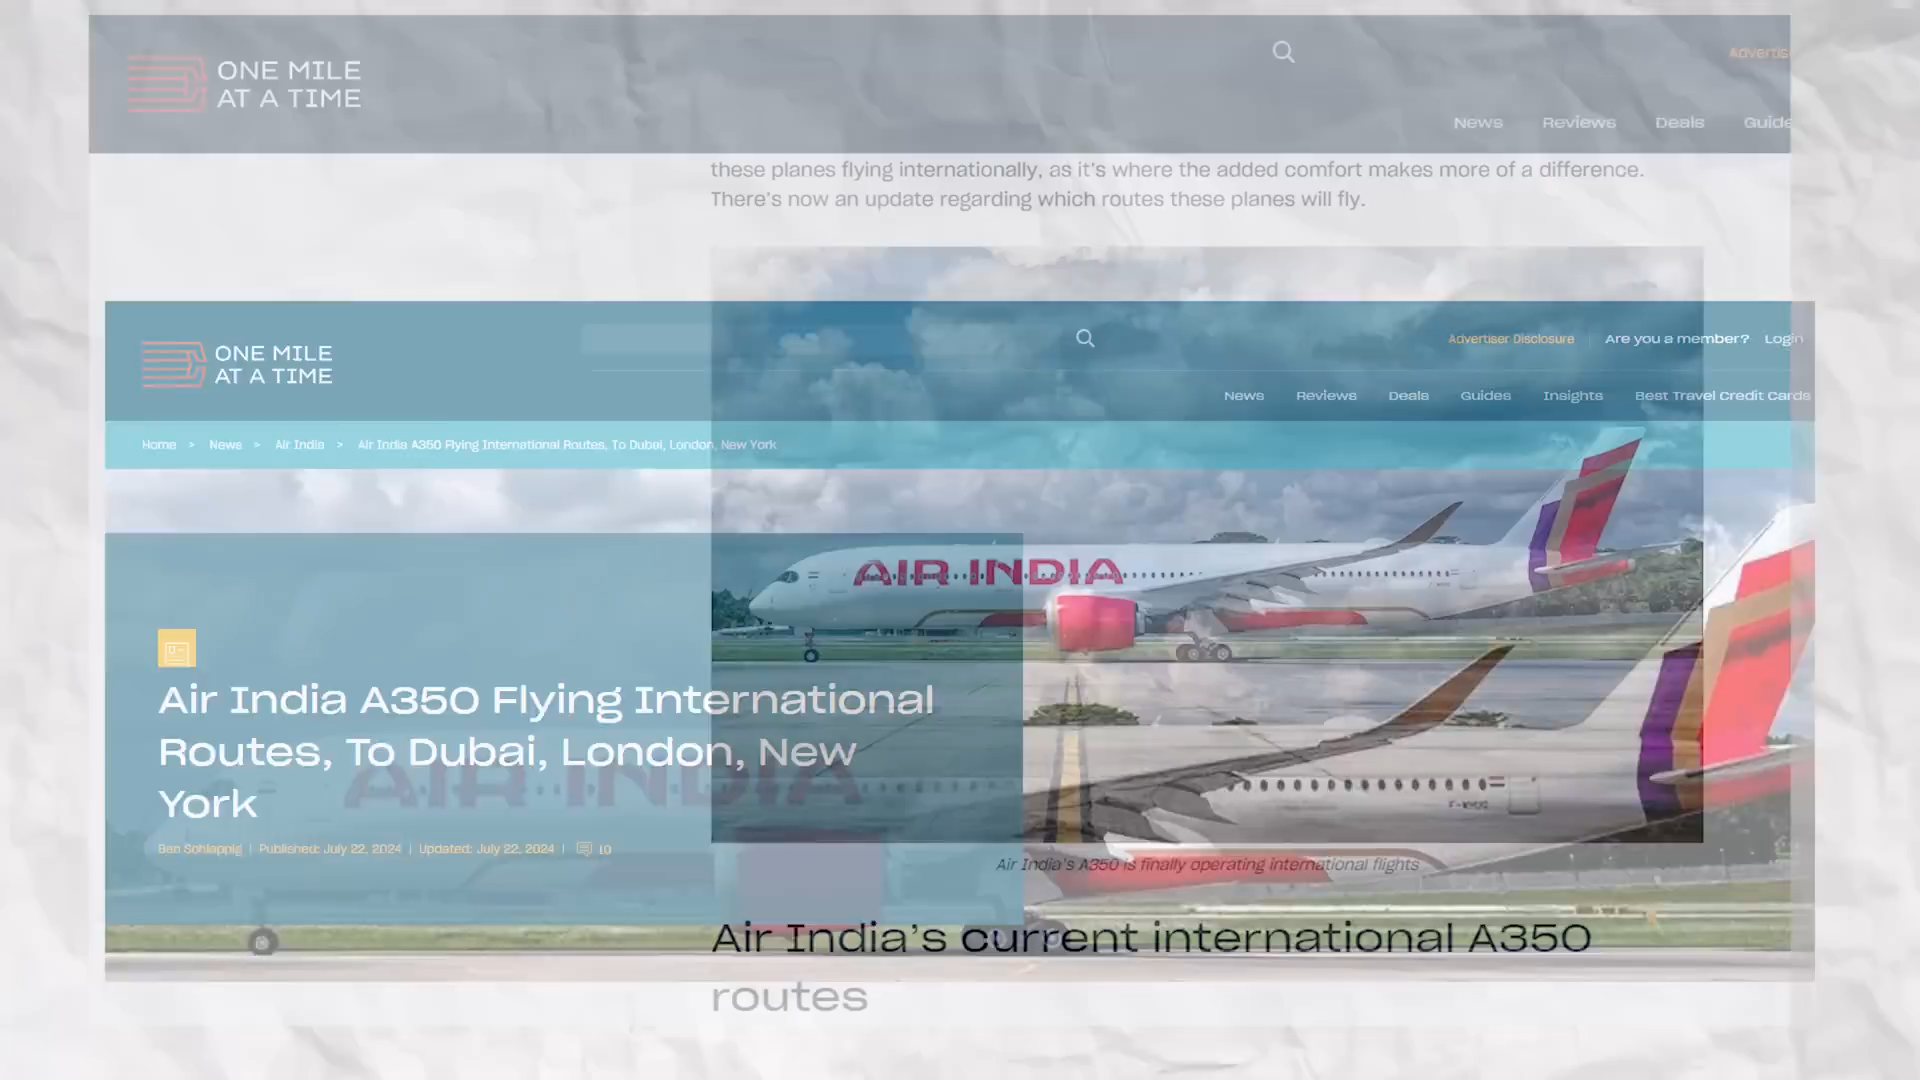 ONE MILE
AT A TIME
Advertis
News Reviews Deals Guide
these planes flying internationally, as it's where the added comfort makes more of a difference.
There's now an update regarding which routes these planes will fly.
ONE MILE
AT A TIME
Advertiser Disclosure Are you a member? Login
News Reviews Deals Guides Insights Best Travel Credit Cards
Home > News > Air India > Air India A350 Flying International Routes, To Dubai, London, New York
AIR INDIA
Air India A350 Flying International
Routes, To Dubai, London, New
York
AIR INDIA
Ben Schlappig | Published: July 22, 2024 | Updated: July 22, 2024 | 10
Air India's A350 is finally operating international flights
Air India's current international A350
routes